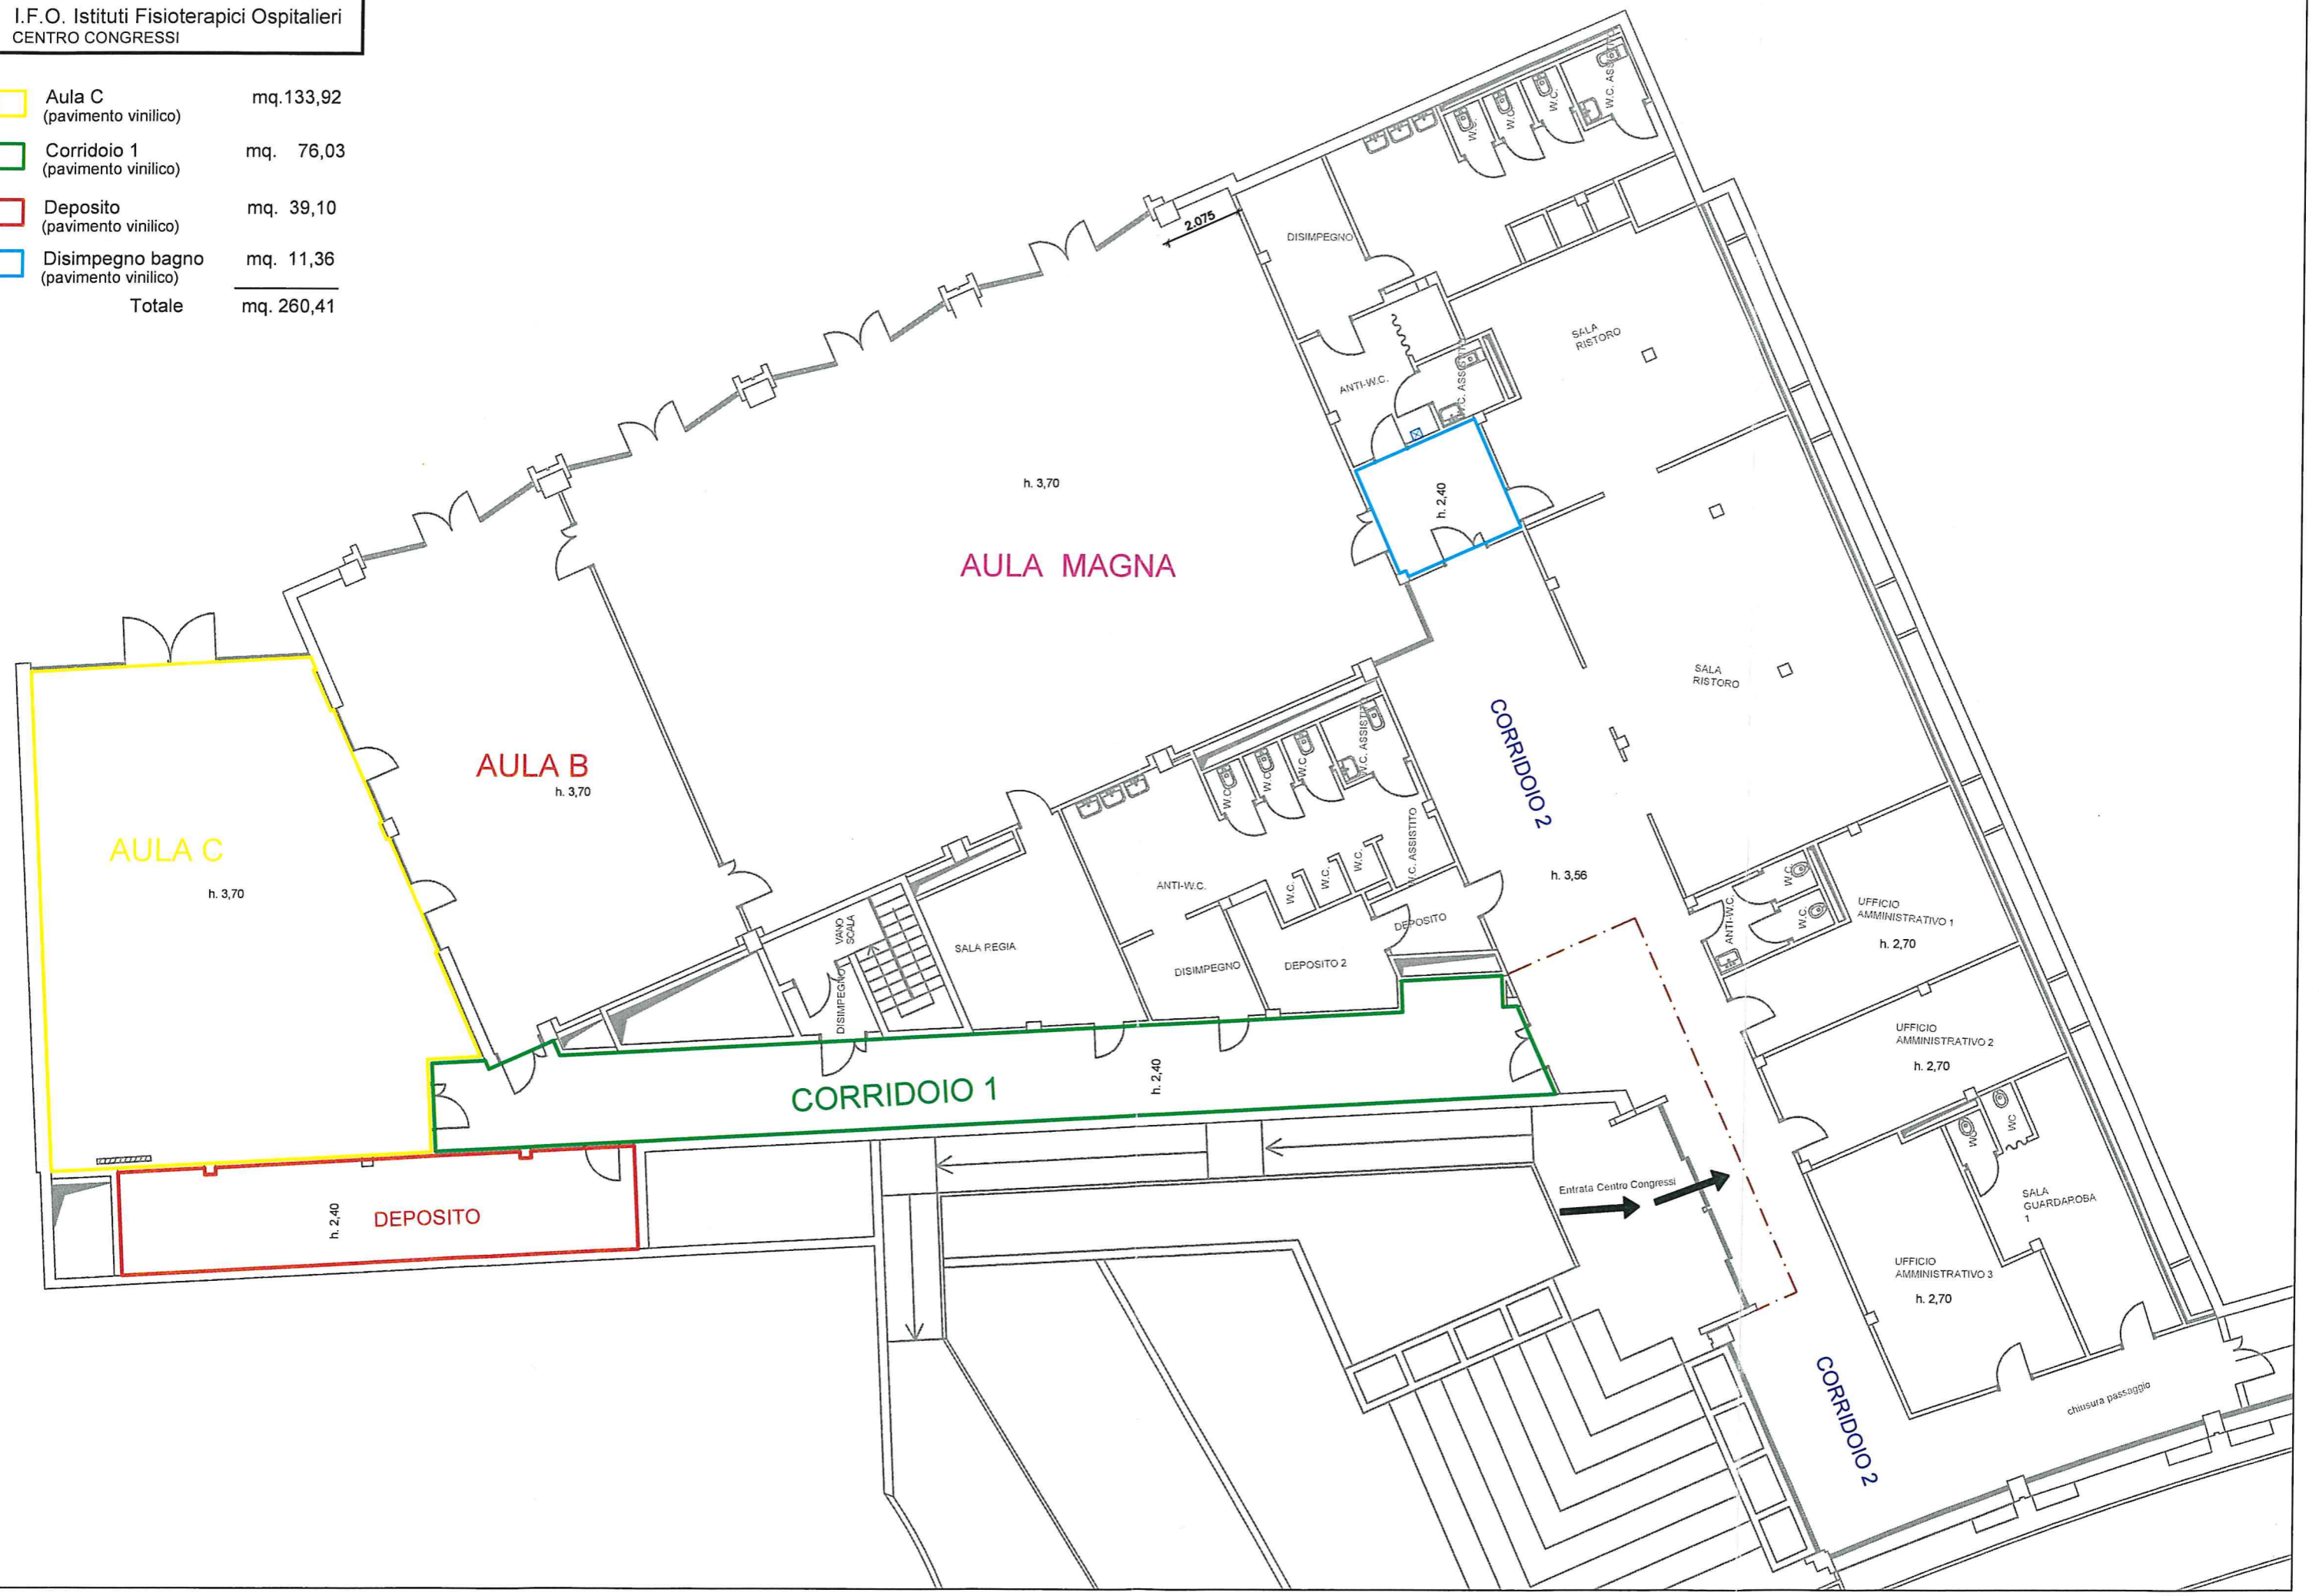 I.F.O. Istituti Fisioterapici Ospitalieri
CENTRO CONGRESSI
Aula C mq.133,92
(pavimento vinilico)
Corridoio 1 mq. 76,03
(pavimento vinilico)
Deposito mq. 39,10
(pavimento vinilico)
Disimpegno bagno mq. 11,36
(pavimento vinilico)
Totale mq. 260,41
W.C.
W.C.
W.C.
2.075
DISIMPEGNO
SALA
RISTORO
ANTI-W.C.
h. 2,40
h. 3,70
AULA MAGNA
SALA
RISTORO
CORRIDOIO 2
AULA B
h. 3,70
W.C.
W.C.
W.C.
W.C. ASSISTITO
AULA C
h. 3,70
ANTI-W.C.
W.C.
W.C.
W.C.
W.C. ASSISTITO
h. 3,56
W.C.
W.C.
ANTI-W.C.
UFFICIO
AMMINISTRATIVO 1
h. 2,70
VANO
SCALA
SALA REGIA
DISIMPEGNO
DISIMPEGNO
DEPOSITO 2
DEPOSITO
UFFICIO
AMMINISTRATIVO 2
h. 2,70
CORRIDOIO 1
h. 2,40
WC
WC
Entrata Centro Congressi
SALA
GUARDAROBA
1
h. 2,40
DEPOSITO
UFFICIO
AMMINISTRATIVO 3
h. 2,70
CORRIDOIO 2
chiusura passaggio